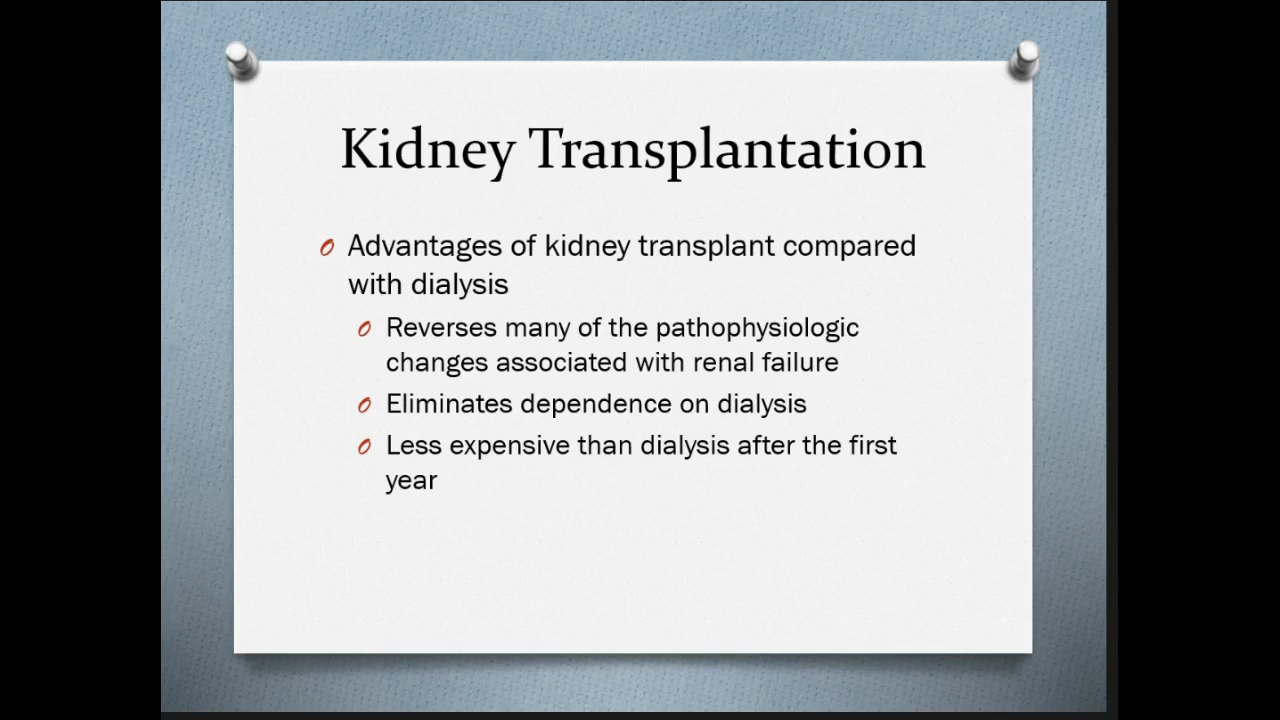 Kidney Transplantation
Advantages of kidney transplant compared
with dialysis
Reverses many of the pathophysiologic
changes associated with renal failure
Eliminates dependence on dialysis
Less expensive than dialysis after the first
year